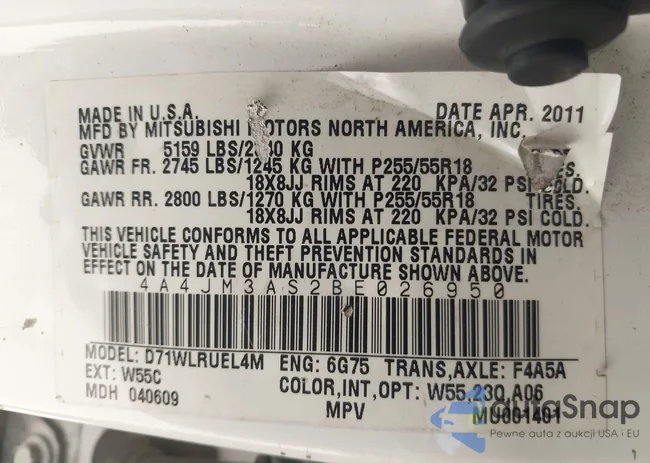 MADE IN U.S.A. DATE APR. 2011
MFD BY MITSUBISHI MOTORS NORTH AMERICA, INC.
GVWR 5159 LBS/2340 KG
GAWR FR. 2745 LBS/1245 KG WITH P255/55R18 TIRES,
18X8JJ RIMS AT 220 KPA/32 PSI COLD.
GAWR RR. 2800 LBS/1270 KG WITH P255/55R18 TIRES.
18X8JJ RIMS AT 220 KPA/32 PSI COLD.
THIS VEHICLE CONFORMS TO ALL APPLICABLE FEDERAL MOTOR
VEHICLE SAFETY AND THEFT PREVENTION STANDARDS IN
EFFECT ON THE DATE OF MANUFACTURE SHOWN ABOVE.
4A4JM3AS2BE026950
MODEL: D71WLRUEL4M ENG: 6G75 TRANS,AXLE: F4A5A
EXT: W55C COLOR,INT,OPT: W55,230,A06
MDH 040609 MPV MU001401
AutoSnap
Pewne auta z aukcji USA i EU